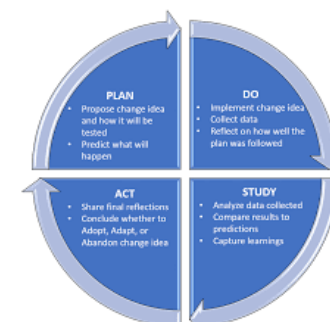 PLAN
• Propose change idea
and how it will be
tested
• Predict what will
happen
DO
• Implement change idea
• Collect data
• Reflect on how well the
plan was followed
ACT
• Share final reflections
• Conclude whether to
Adopt, Adapt, or
Abandon change idea
STUDY
• Analyze data collected
• Compare results to
predictions
• Capture learnings